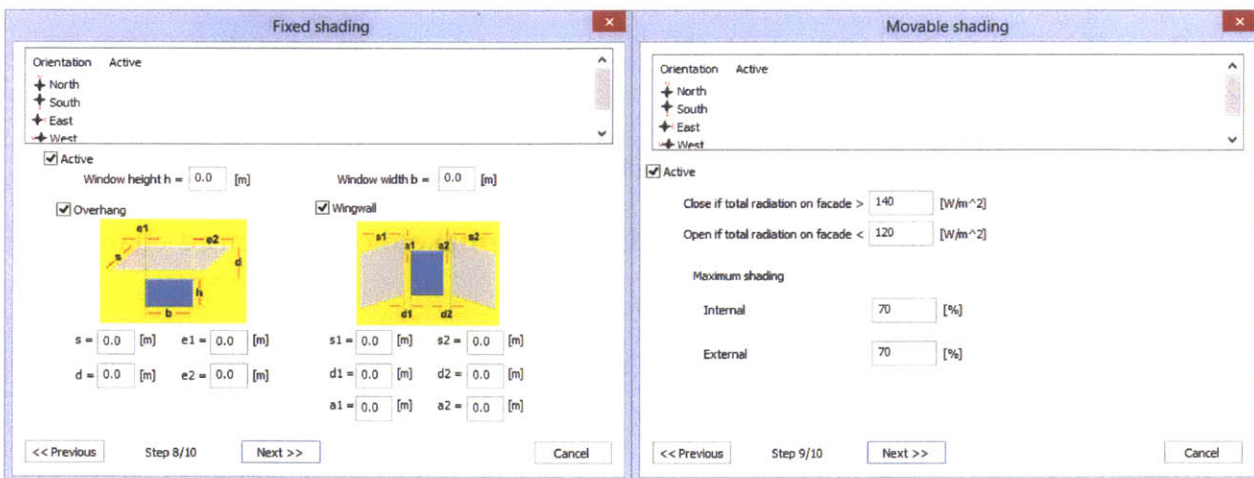 Fixed shading
x
Orientation Active
North
South
East
West
Active
Window height h = 0.0 [m]
Window width b = 0.0 [m]
Overhang
Wingwall
e1
e2
s
d
h
b
s1 a1 a2 s2
d1 d2
s = 0.0 [m] e1 = 0.0 [m]
d = 0.0 [m] e2 = 0.0 [m]
s1 = 0.0 [m] s2 = 0.0 [m]
d1 = 0.0 [m] d2 = 0.0 [m]
a1 = 0.0 [m] a2 = 0.0 [m]
<< Previous Step 8/10 Next >> Cancel
Movable shading
x
Orientation Active
North
South
East
West
Active
Close if total radiation on facade > 140 [W/m^2]
Open if total radiation on facade < 120 [W/m^2]
Maximum shading
Internal 70 [%]
External 70 [%]
<< Previous Step 9/10 Next >> Cancel